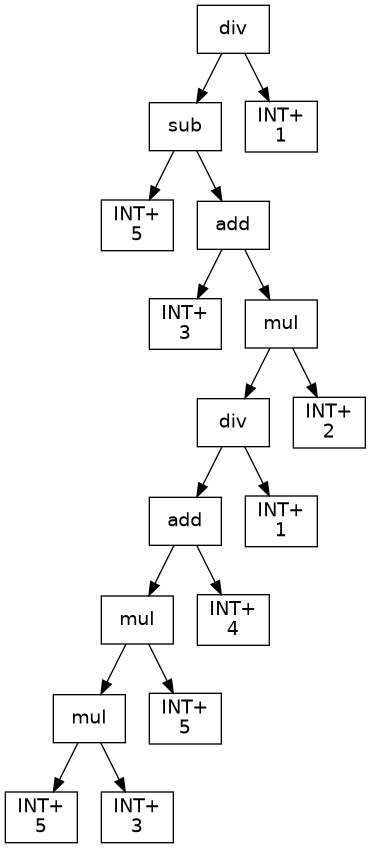 div
sub
INT+
1
INT+
5
add
INT+
3
mul
div
INT+
2
add
INT+
1
mul
INT+
4
mul
INT+
5
INT+
5
INT+
3